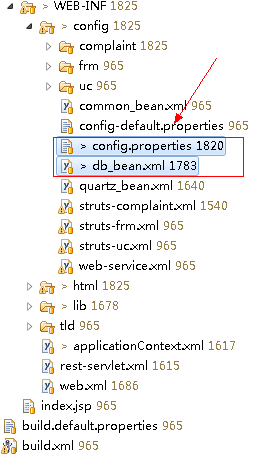 > WEB-INF 1825
> config 1825
complaint 1825
frm 965
uc 965
common_bean.xml 965
config-default.properties 965
> config.properties 1820
> db_bean.xml 1783
quartz_bean.xml 1640
struts-complaint.xml 1540
struts-frm.xml 965
struts-uc.xml 965
web-service.xml 965
> html 1825
> lib 1678
tld 965
> applicationContext.xml 1617
rest-servlet.xml 1615
web.xml 1686
index.jsp 965
build.default.properties 965
build.xml 965